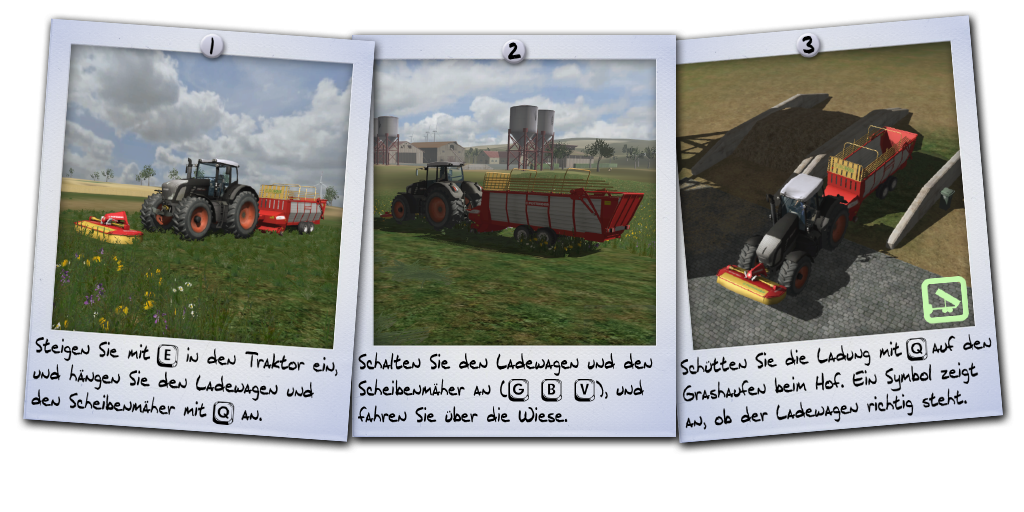 1
Steigen Sie mit E in den Traktor ein,
und hängen Sie den Ladewagen und
den Scheibenmäher mit Q an.
2
Schalten Sie den Ladewagen und den
Scheibenmäher an (G B V), und
fahren Sie über die Wiese.
3
Schütten Sie die Ladung mit Q auf den
Grashaufen beim Hof. Ein Symbol zeigt
an, ob der Ladewagen richtig steht.